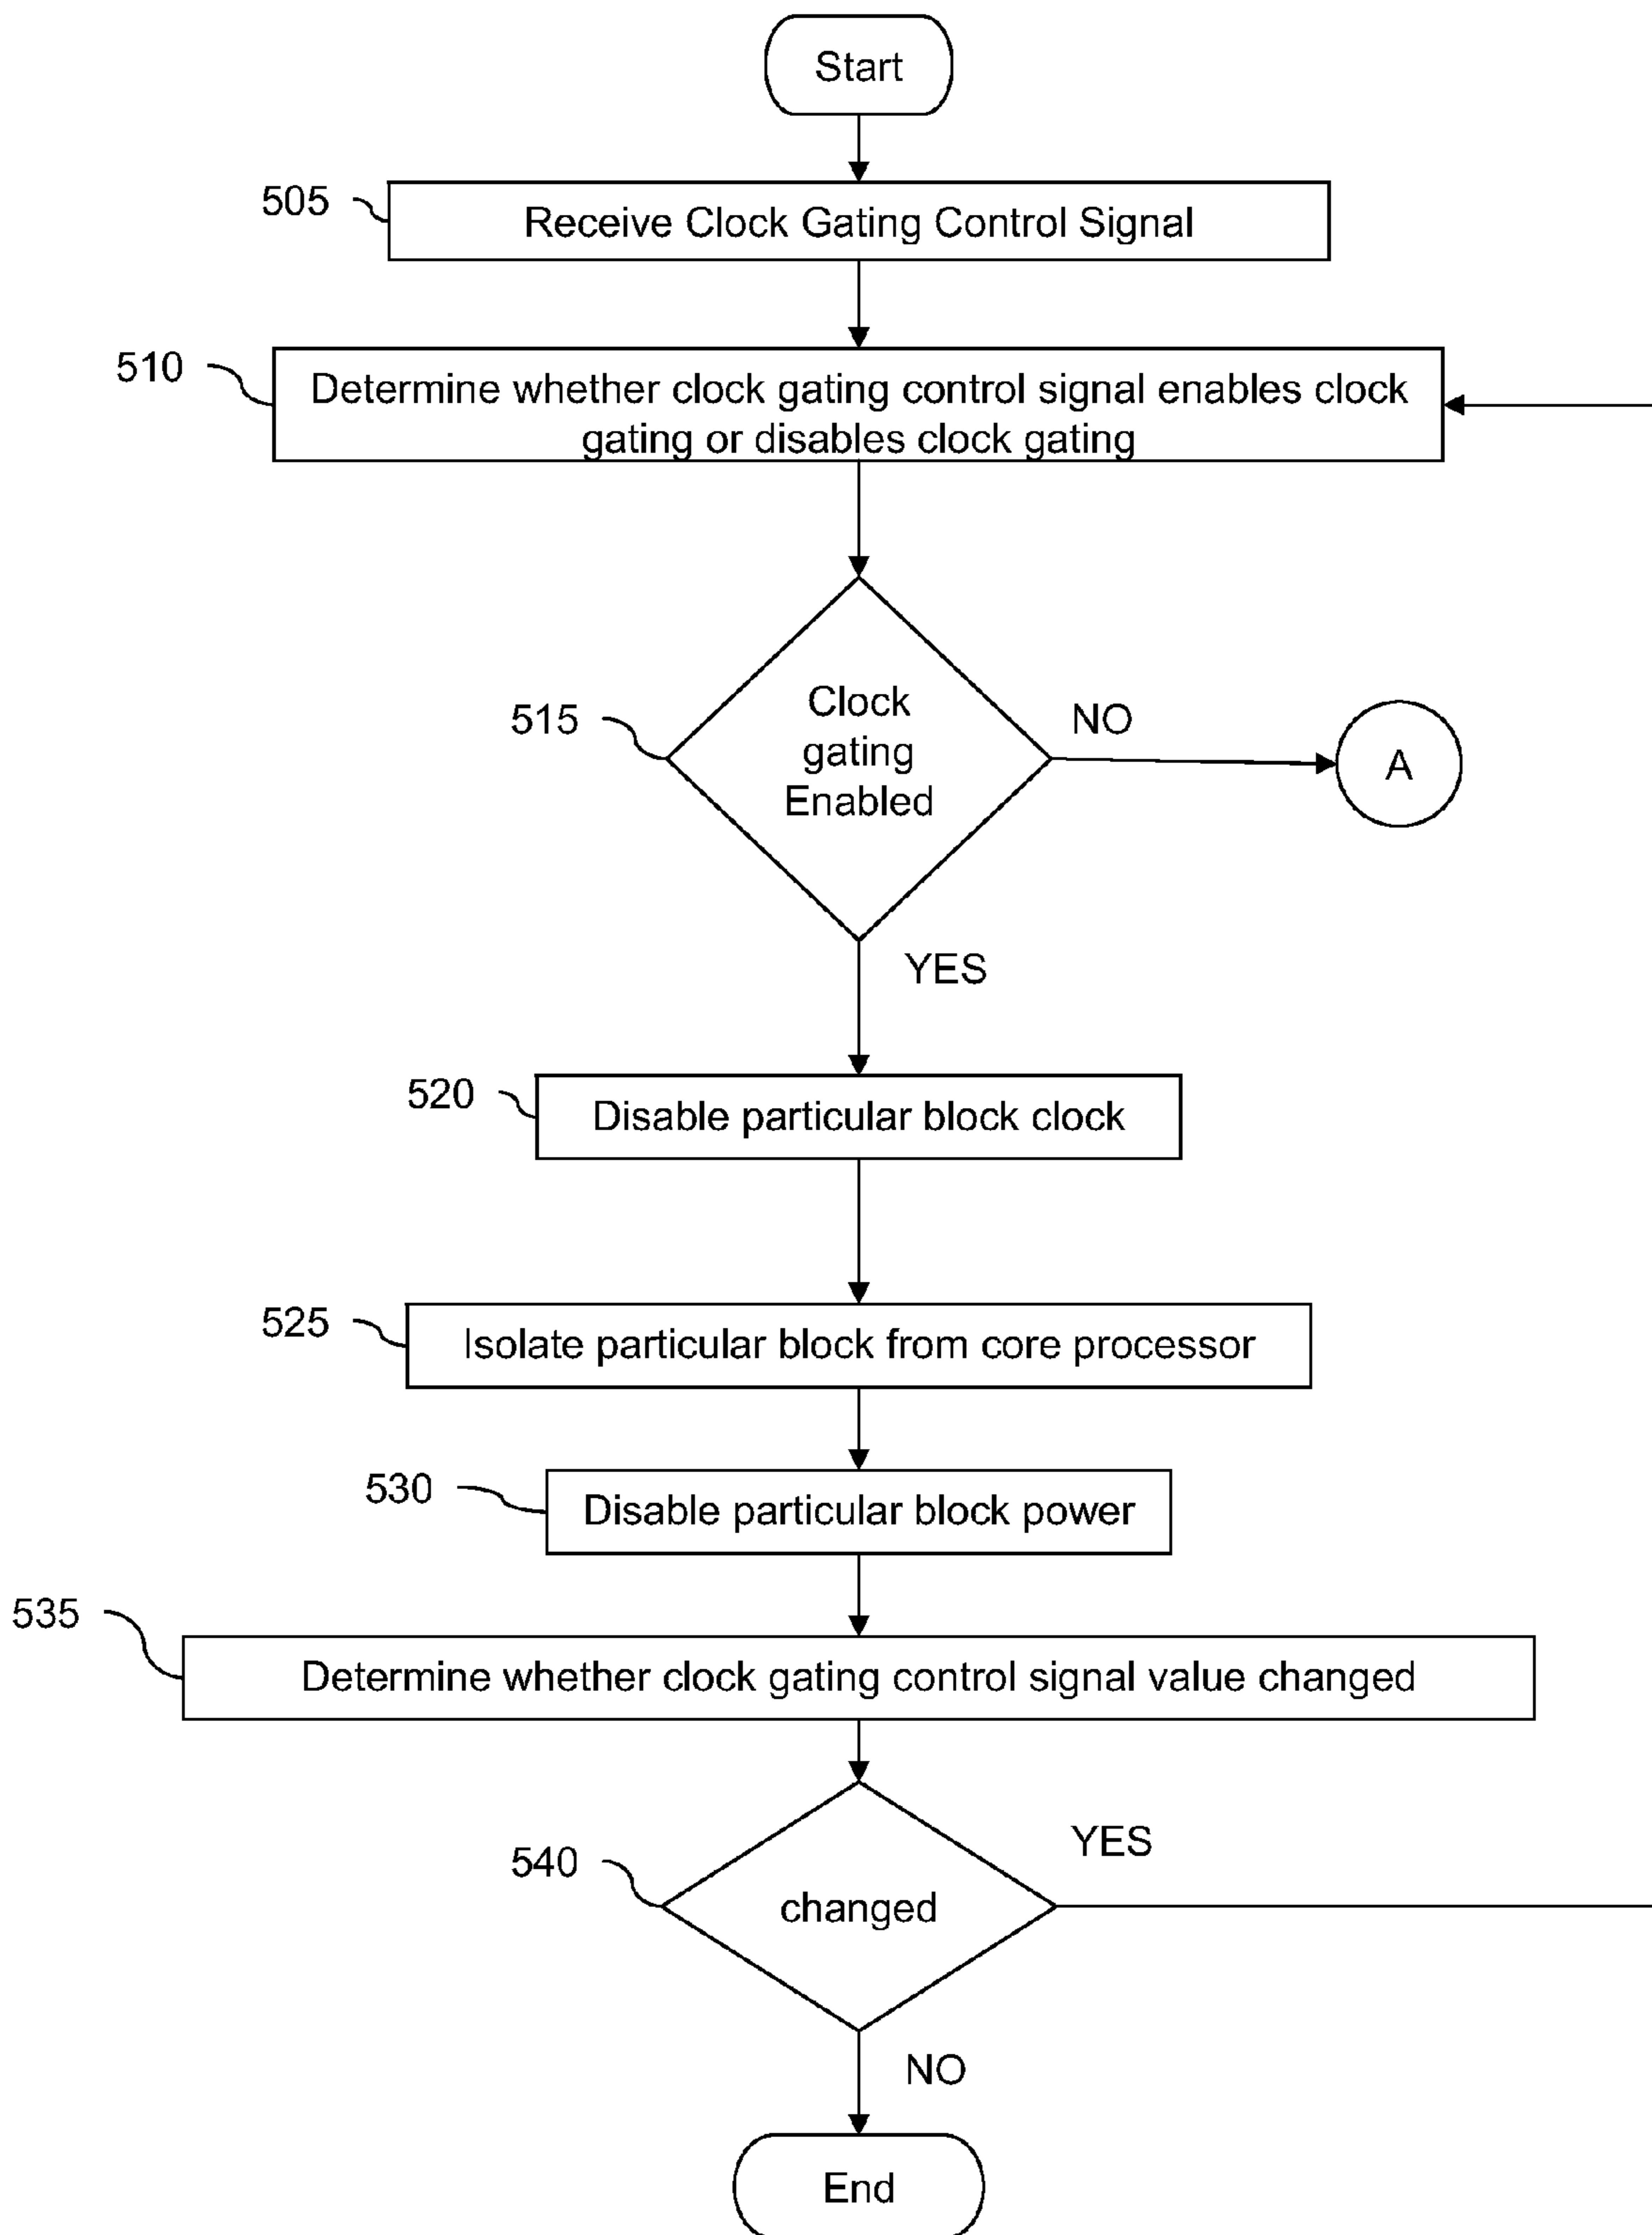 Start
505
Receive Clock Gating Control Signal
510
Determine whether clock gating control signal enables clock
gating or disables clock gating
515
Clock
gating
Enabled
NO
A
YES
520
Disable particular block clock
525
Isolate particular block from core processor
530
Disable particular block power
535
Determine whether clock gating control signal value changed
540
changed
YES
NO
End